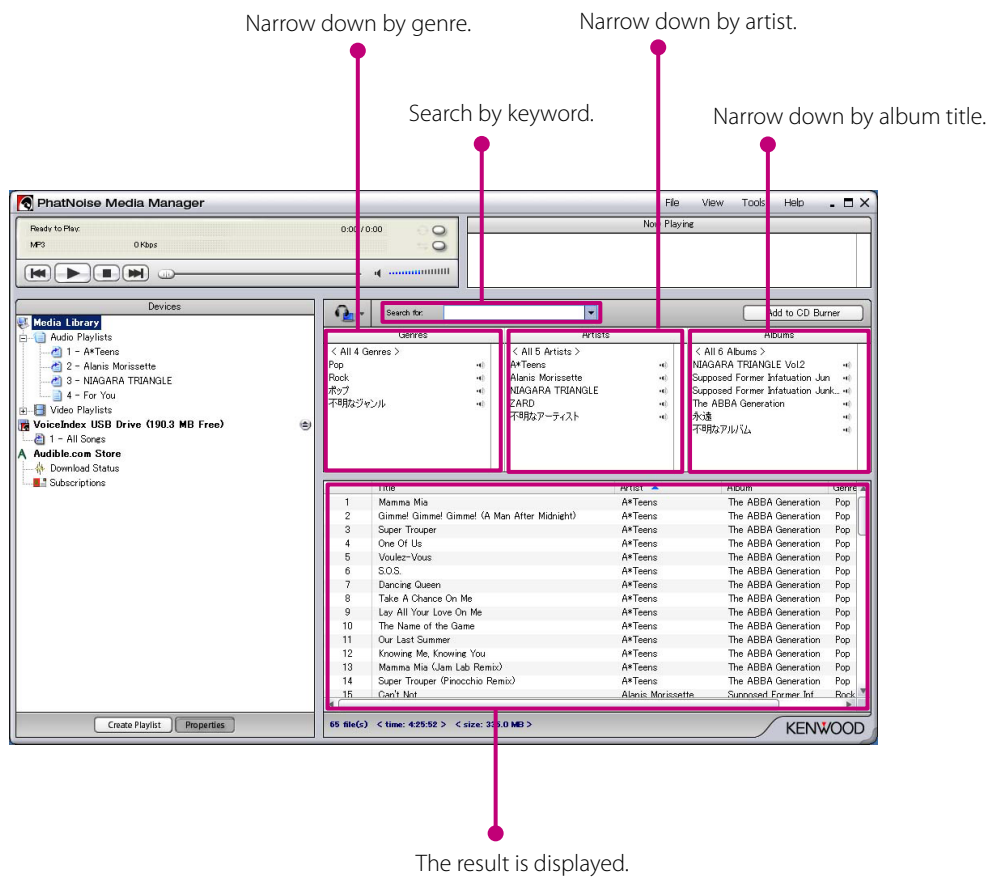 Narrow down by genre.
Narrow down by artist.
Search by keyword.
Narrow down by album title.
PhatNoise Media Manager
File View Tools Help
Ready to Play: 0:00 / 0:00
MP3 0 Kbps
Now Playing
Devices
Media Library
Audio Playlists
1 - A*Teens
2 - Alanis Morissette
3 - NIAGARA TRIANGLE
4 - For You
Video Playlists
VoiceIndex USB Drive (190.3 MB Free)
1 - All Songs
Audible.com Store
Download Status
Subscriptions
Search for:
Add to CD Burner
Genres
< All 4 Genres >
Pop
Rock
ポップ
不明なジャンル
Artists
< All 5 Artists >
A*Teens
Alanis Morissette
NIAGARA TRIANGLE
ZARD
不明なアーティスト
Albums
< All 6 Albums >
NIAGARA TRIANGLE Vol2
Supposed Former Infatuation Jun
Supposed Former Infatuation Junk...
The ABBA Generation
永遠
不明なアルバム
Title Artist Album Genre
1 Mamma Mia A*Teens The ABBA Generation Pop
2 Gimme! Gimme! Gimme! (A Man After Midnight) A*Teens The ABBA Generation Pop
3 Super Trouper A*Teens The ABBA Generation Pop
4 One Of Us A*Teens The ABBA Generation Pop
5 Voulez-Vous A*Teens The ABBA Generation Pop
6 S.O.S. A*Teens The ABBA Generation Pop
7 Dancing Queen A*Teens The ABBA Generation Pop
8 Take A Chance On Me A*Teens The ABBA Generation Pop
9 Lay All Your Love On Me A*Teens The ABBA Generation Pop
10 The Name of the Game A*Teens The ABBA Generation Pop
11 Our Last Summer A*Teens The ABBA Generation Pop
12 Knowing Me, Knowing You A*Teens The ABBA Generation Pop
13 Mamma Mia (Jam Lab Remix) A*Teens The ABBA Generation Pop
14 Super Trouper (Pinocchio Remix) A*Teens The ABBA Generation Pop
15 Can't Not Alanis Morissette Supposed Former Inf... Rock
Create Playlist Properties
65 file(s) < time: 4:25:52 > < size: MB >
KENWOOD
The result is displayed.